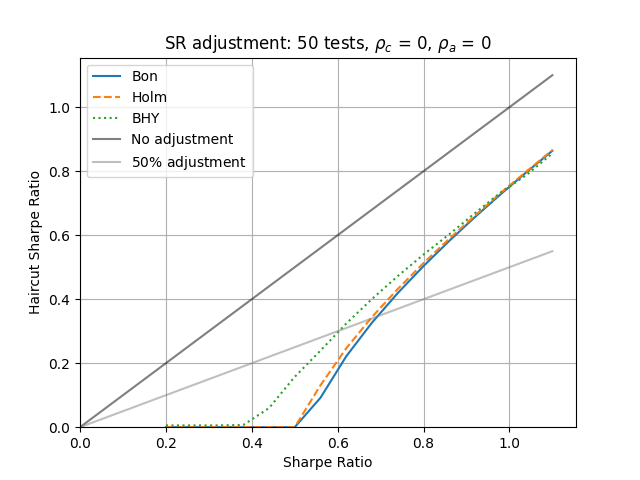 SR adjustment: 50 tests, ρc = 0, ρa = 0
Bon
Holm
BHY
No adjustment
50% adjustment
Haircut Sharpe Ratio
1.0
0.8
0.6
0.4
0.2
0.0
0.0 0.2 0.4 0.6 0.8 1.0
Sharpe Ratio